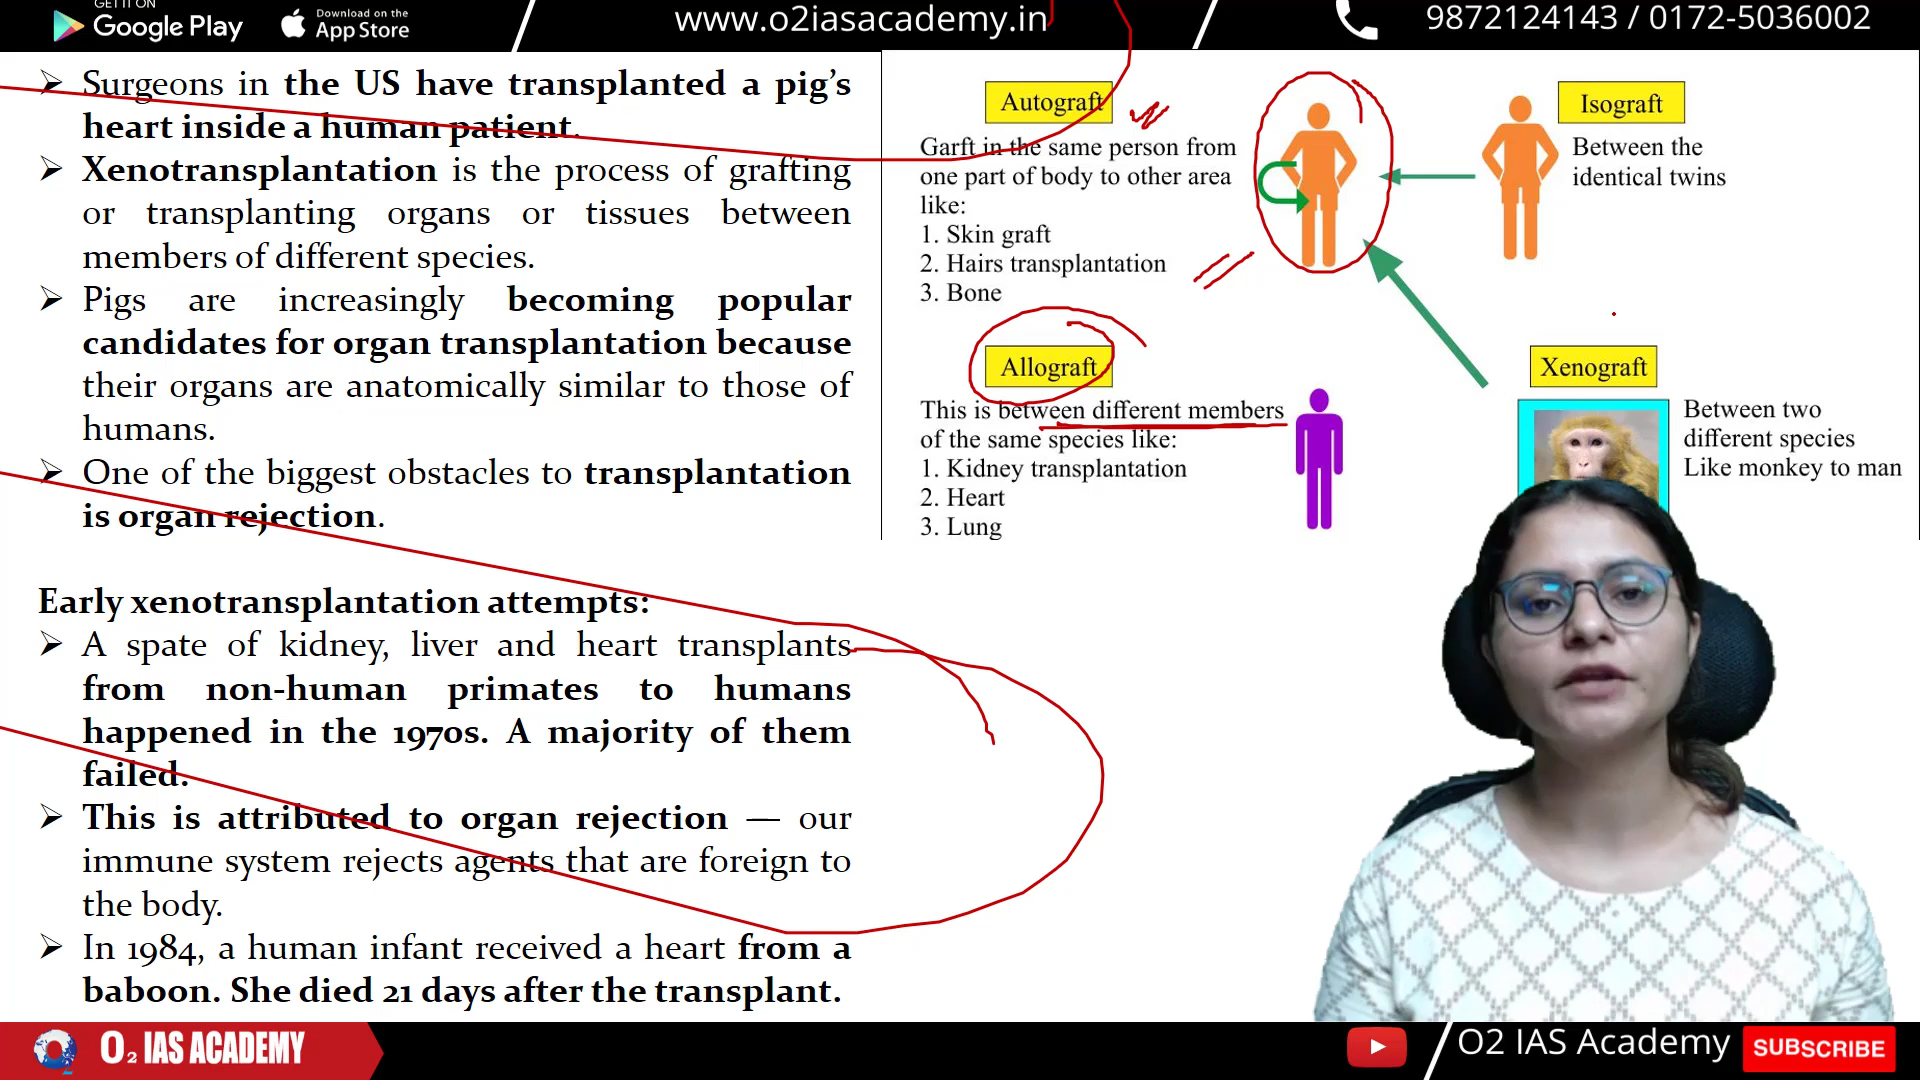 GET IT ON
Google Play
Download on the
App Store
www.o2iasacademy.in
9872124143 / 0172-5036002
➢ Surgeons in the US have transplanted a pig's
heart inside a human patient.
➢ Xenotransplantation is the process of grafting
or transplanting organs or tissues between
members of different species.
➢ Pigs are increasingly becoming popular
candidates for organ transplantation because
their organs are anatomically similar to those of
humans.
➢ One of the biggest obstacles to transplantation
is organ rejection.
Early xenotransplantation attempts:
➢ A spate of kidney, liver and heart transplants
from non-human primates to humans
happened in the 1970s. A majority of them
failed.
➢ This is attributed to organ rejection — our
immune system rejects agents that are foreign to
the body.
➢ In 1984, a human infant received a heart from a
baboon. She died 21 days after the transplant.
Autograft
Garft in the same person from
one part of body to other area
like:
1. Skin graft
2. Hairs transplantation
3. Bone
Isograft
Between the
identical twins
Allograft
This is between different members
of the same species like:
1. Kidney transplantation
2. Heart
3. Lung
Xenograft
Between two
different species
Like monkey to man
O2 IAS ACADEMY
O2 IAS Academy
SUBSCRIBE